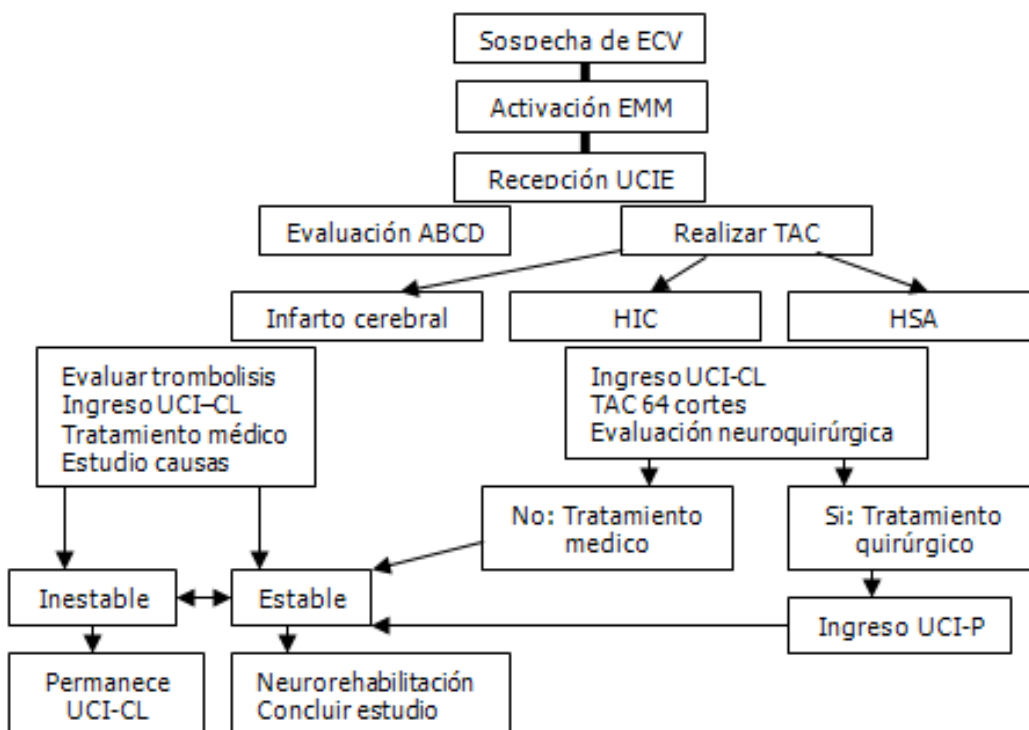 Sospecha de ECV
Activación EMM
Recepción UCIE
Evaluación ABCD
Realizar TAC
Infarto cerebral
HIC
HSA
Evaluar trombolisis
Ingreso UCI–CL
Tratamiento médico
Estudio causas
Ingreso UCI-CL
TAC 64 cortes
Evaluación neuroquirúrgica
No: Tratamiento
medico
Si: Tratamiento
quirúrgico
Inestable
Estable
Ingreso UCI-P
Permanece
UCI-CL
Neurorehabilitación
Concluir estudio